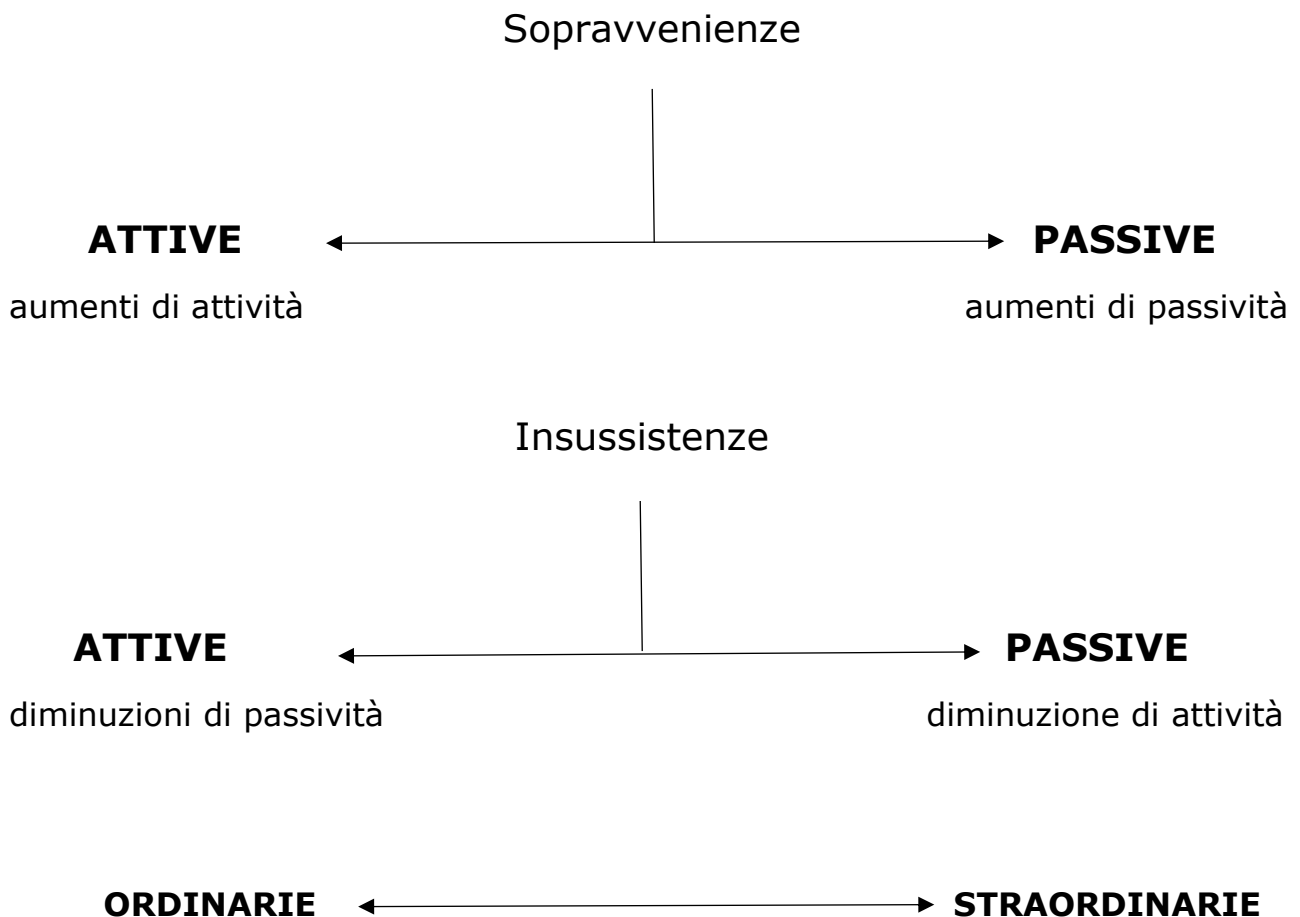 Sopravvenienze
ATTIVE PASSIVE
aumenti di attività aumenti di passività
Insussistenze
ATTIVE PASSIVE
diminuzioni di passività diminuzione di attività
ORDINARIE STRAORDINARIE